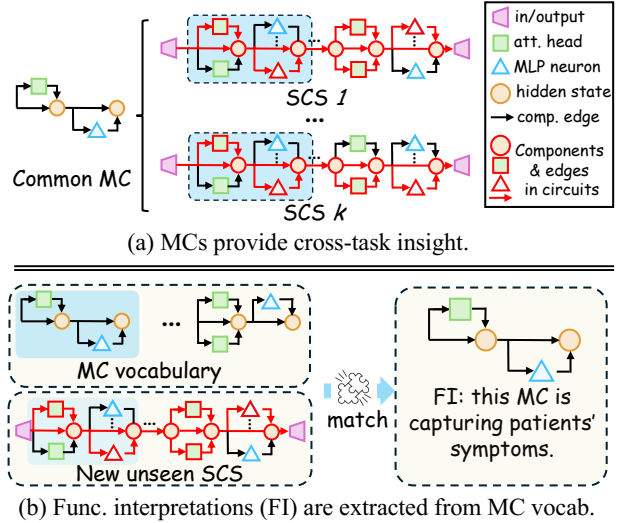 Common MC
SCS 1
...
SCS k
in/output
att. head
MLP neuron
hidden state
comp. edge
Components
& edges
in circuits
(a) MCs provide cross-task insight.
...
MC vocabulary
New unseen SCS
match
FI: this MC is
capturing patients'
symptoms.
(b) Func. interpretations (FI) are extracted from MC vocab.